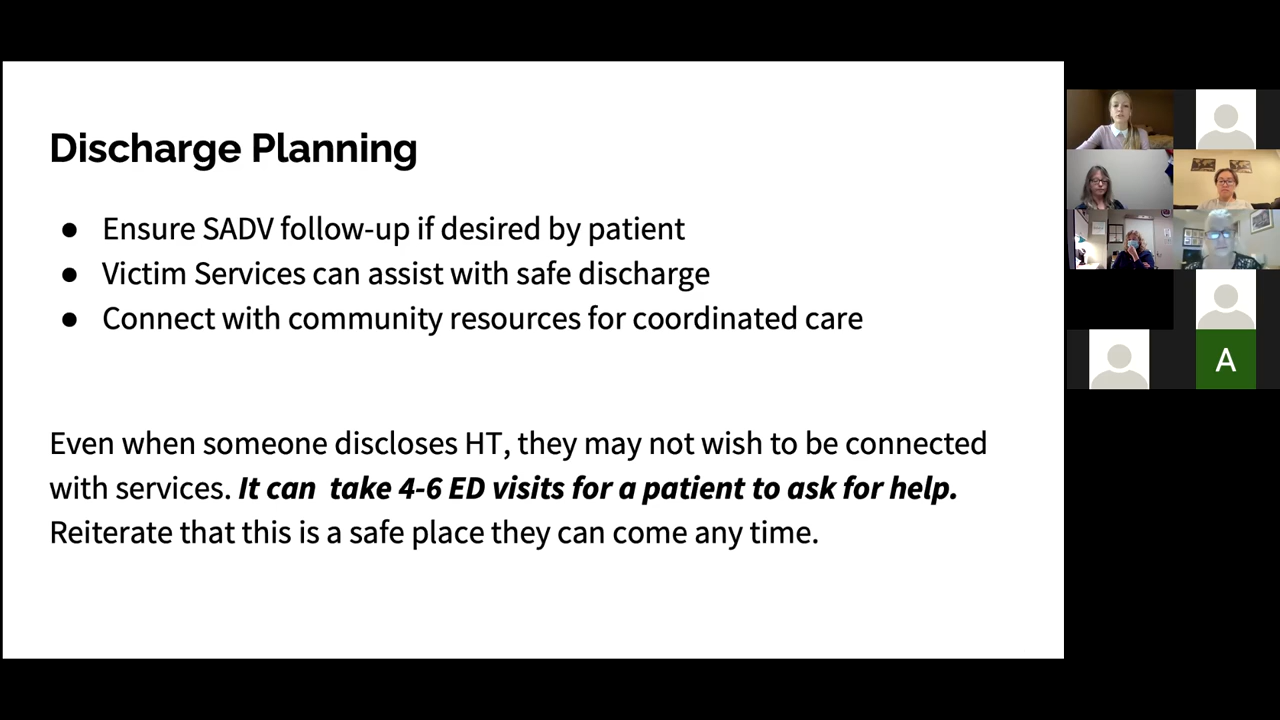 Discharge Planning
● Ensure SADV follow-up if desired by patient
● Victim Services can assist with safe discharge
● Connect with community resources for coordinated care
Even when someone discloses HT, they may not wish to be connected
with services. It can  take 4-6 ED visits for a patient to ask for help.
Reiterate that this is a safe place they can come any time.
A